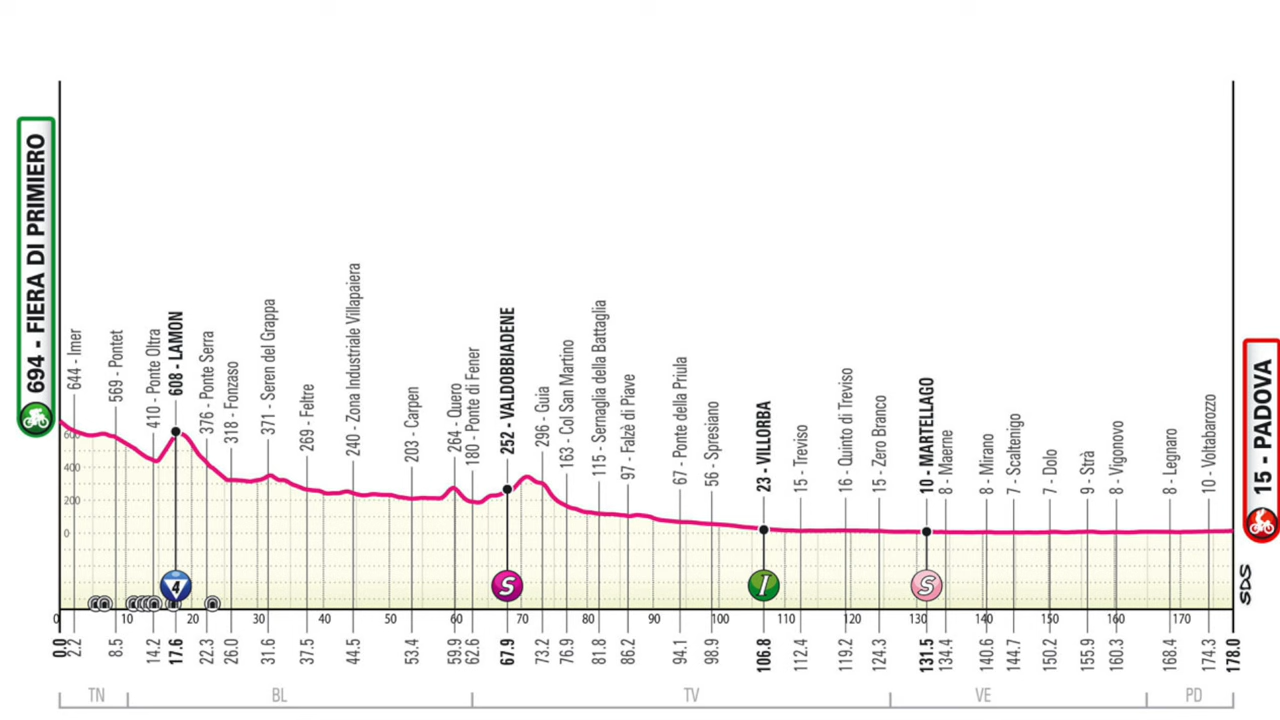 694 - FIERA DI PRIMIERO
644 - Imer
569 - Pontet
410 - Ponte Oltra
608 - LAMON
376 - Ponte Serra
318 - Fonzaso
371 - Seren del Grappa
269 - Feltre
240 - Zona Industriale Villapaiera
203 - Carpen
264 - Quero
180 - Ponte di Fener
252 - VALDOBBIADENE
296 - Guia
163 - Col San Martino
115 - Sernaglia della Battaglia
97 - Falzè di Piave
67 - Ponte della Priula
56 - Spresiano
23 - VILLORBA
15 - Treviso
16 - Quinto di Treviso
15 - Zero Branco
10 - MARTELLAGO
8 - Maerne
8 - Mirano
7 - Scaltenigo
7 - Dolo
9 - Strà
8 - Vigonovo
8 - Legnaro
10 - Voltabarozzo
15 - PADOVA
600
400
200
0
4
S
I
S
SDS
0 10 20 30 40 50 60 70 80 90 100 110 120 130 140 150 160 170
0.0 2.2 8.5 14.2 17.6 22.3 26.0 31.6 37.5 44.5 53.4 59.9 62.6 67.9 73.2 76.9 81.8 86.2 94.1 98.9 106.8 112.4 119.2 124.3 131.5 134.4 140.6 144.7 150.2 155.9 160.3 168.4 174.3 178.0
TN BL TV VE PD